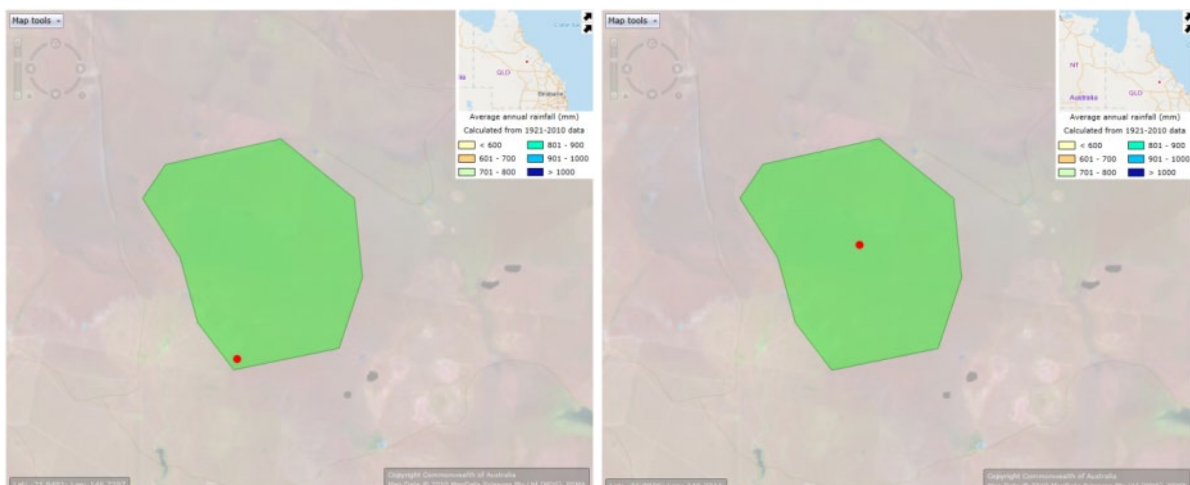 Map tools
QLD
Brisbane
Average annual rainfall (mm)
Calculated from 1921-2010 data
< 600 801 - 900
601 - 700 901 - 1000
701 - 800 > 1000
Copyright Commonwealth of Australia
Map tools
NT
QLD
Australia
Average annual rainfall (mm)
Calculated from 1921-2010 data
< 600 801 - 900
601 - 700 901 - 1000
701 - 800 > 1000
Copyright Commonwealth of Australia